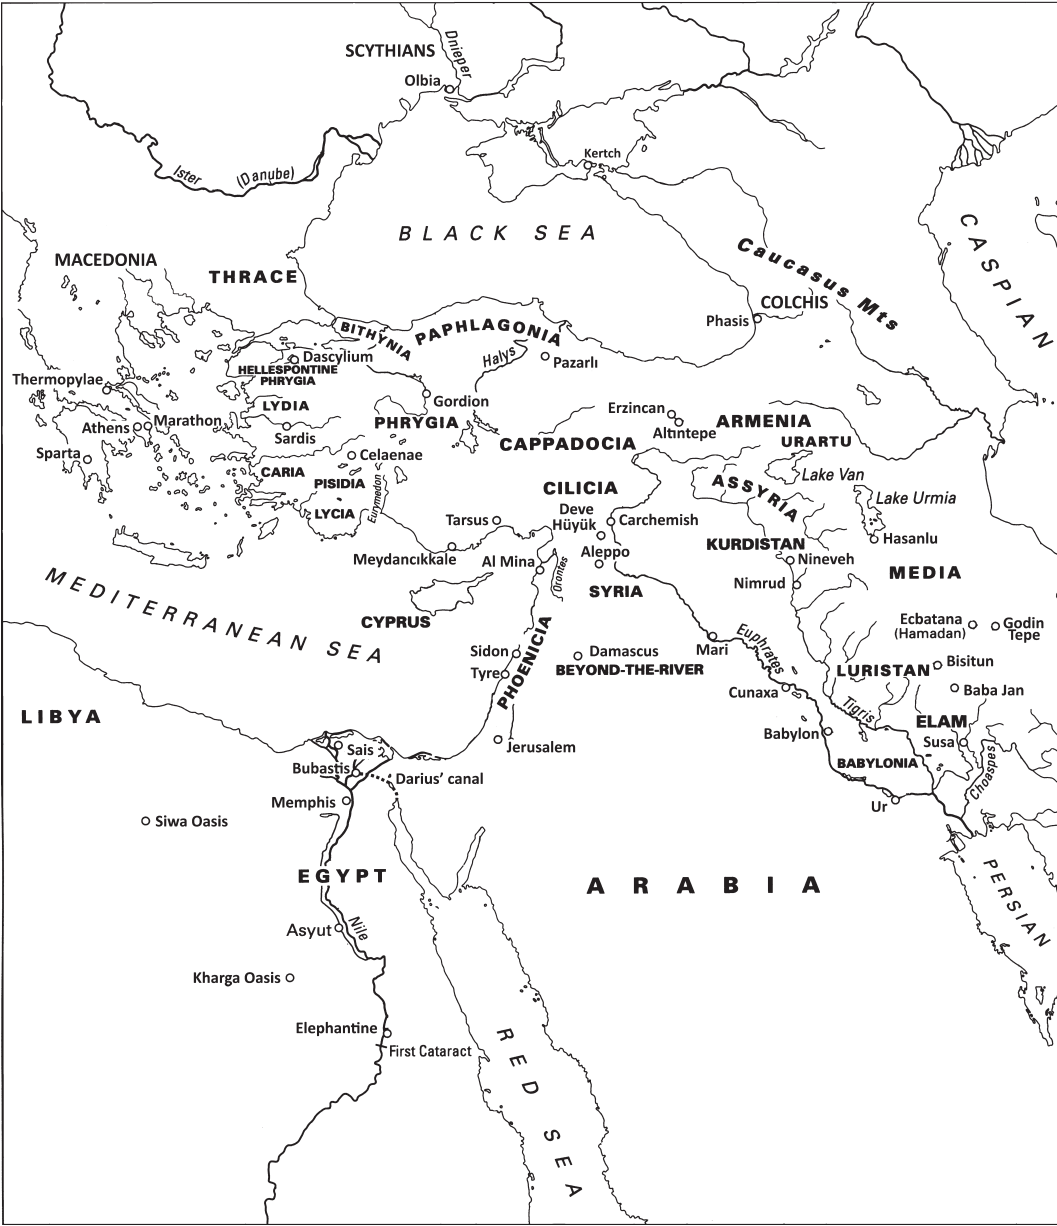 SCYTHIANS
Dnieper
Olbia
Kertch
Ister
(Danube)
BLACK SEA
CASPIAN
Caucasus Mts
MACEDONIA
THRACE
COLCHIS
Phasis
BITHYNIA
PAPHLAGONIA
Halys
Pazarlı
Dascylium
HELLESPONTINE
PHRYGIA
Thermopylae
Gordion
LYDIA
PHRYGIA
Erzincan
Altıntepe
ARMENIA
URARTU
Athens
Marathon
Sardis
CAPPADOCIA
Sparta
Celaenae
CARIA
PISIDIA
Eurymedon
LYCIA
CILICIA
ASSYRIA
Lake Van
Lake Urmia
Deve
Hüyük
Carchemish
Tarsus
Hasanlu
KURDISTAN
Meydancıkkale
Al Mina
Orontes
Aleppo
Nineveh
MEDIA
Nimrud
SYRIA
MEDITERRANEAN SEA
CYPRUS
PHOENICIA
Ecbatana
(Hamadan)
Godin
Tepe
Sidon
Damascus
Mari
Euphrates
Tyre
BEYOND-THE-RIVER
LURISTAN
Bisitun
Cunaxa
Baba Jan
LIBYA
Tigris
ELAM
Babylon
Susa
Choaspes
Jerusalem
Sais
BABYLONIA
Bubastis
Darius’ canal
Memphis
Ur
Siwa Oasis
EGYPT
ARABIA
PERSIAN
Asyut
Nile
Kharga Oasis
Elephantine
First Cataract
RED SEA